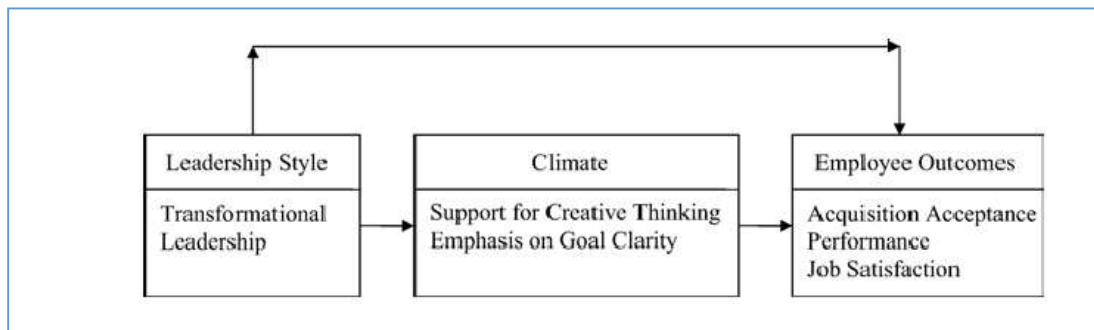 Leadership Style
Transformational
Leadership
Climate
Support for Creative Thinking
Emphasis on Goal Clarity
Employee Outcomes
Acquisition Acceptance
Performance
Job Satisfaction